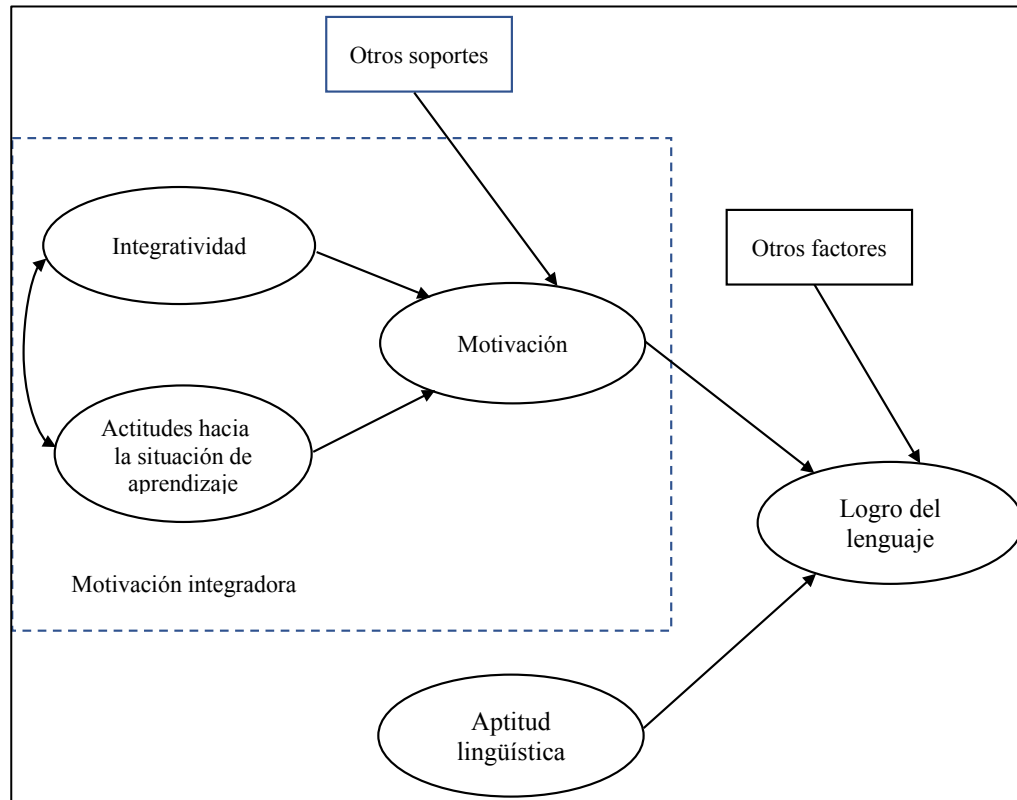 Otros soportes
Integratividad
Otros factores
Motivación
Actitudes hacia
la situación de
aprendizaje
Logro del
lenguaje
Motivación integradora
Aptitud
lingüística